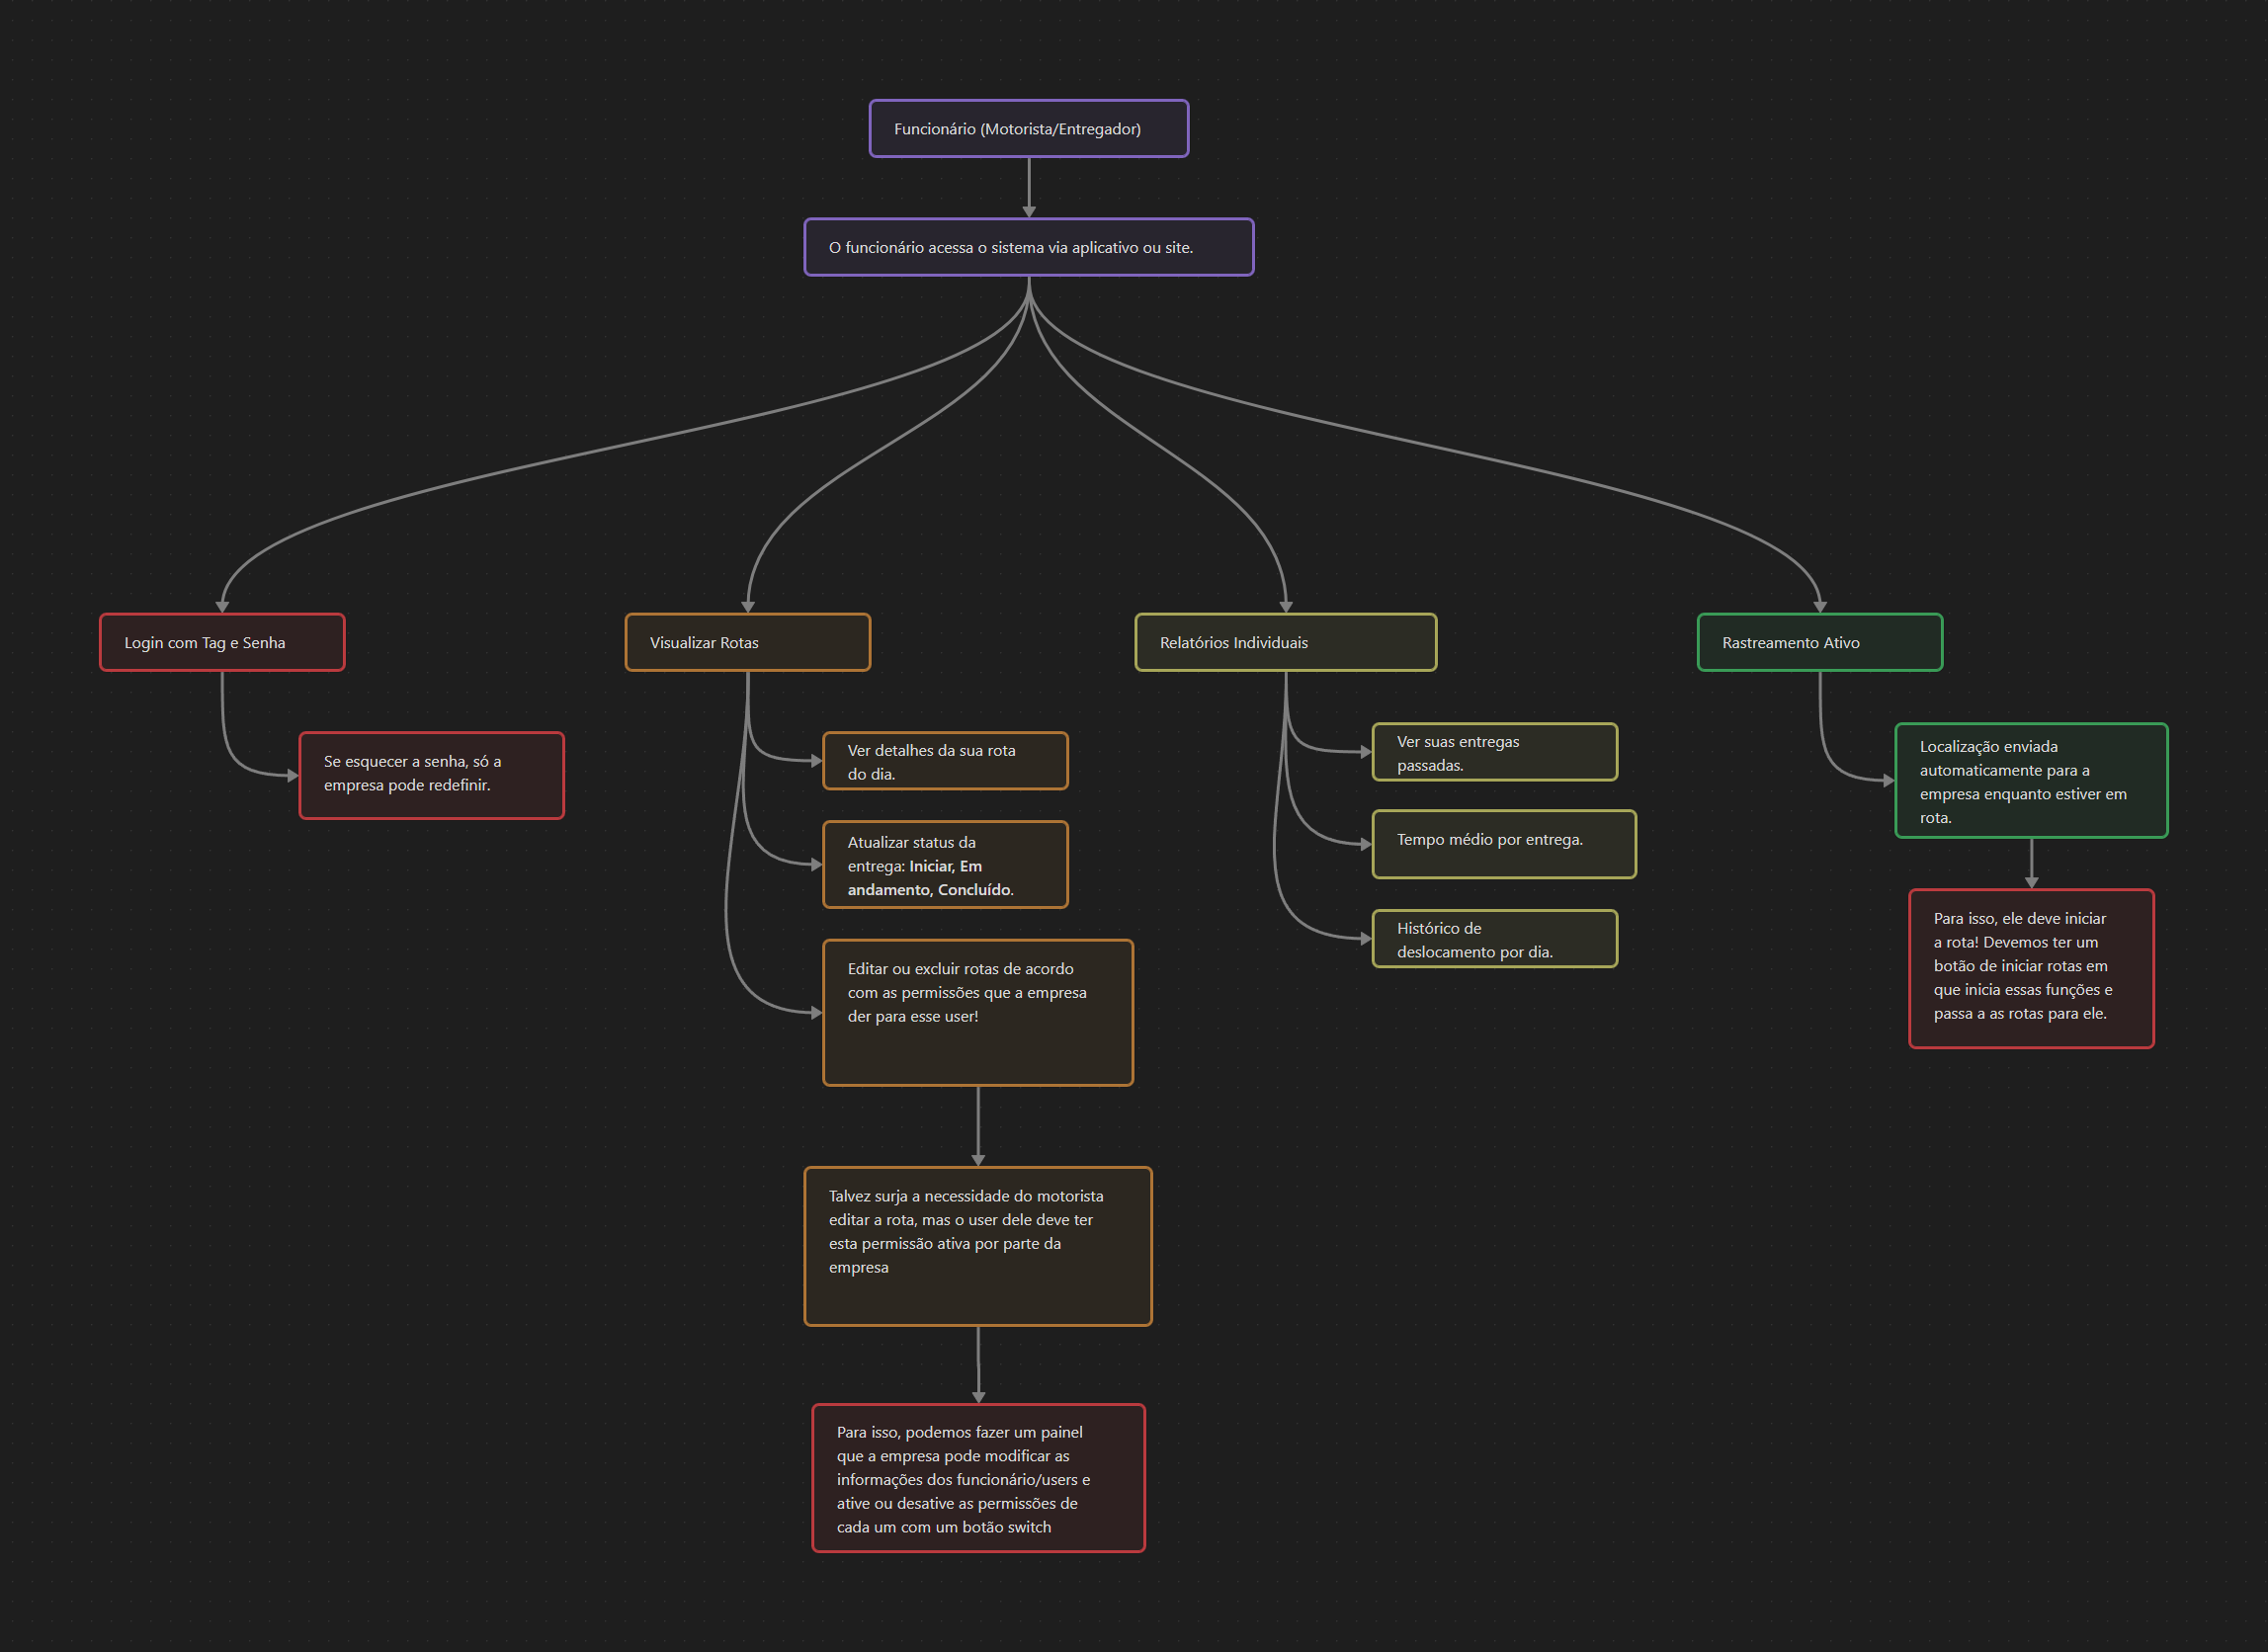 Funcionário (Motorista/Entregador)
O funcionário acessa o sistema via aplicativo ou site.
Login com Tag e Senha
Se esquecer a senha, só a
empresa pode redefinir.
Visualizar Rotas
Ver detalhes da sua rota
do dia.
Atualizar status da
entrega: Iniciar, Em
andamento, Concluído.
Editar ou excluir rotas de acordo
com as permissões que a empresa
der para esse user!
Talvez surja a necessidade do motorista
editar a rota, mas o user dele deve ter
esta permissão ativa por parte da
empresa
Para isso, podemos fazer um painel
que a empresa pode modificar as
informações dos funcionário/users e
ative ou desative as permissões de
cada um com um botão switch
Relatórios Individuais
Ver suas entregas
passadas.
Tempo médio por entrega.
Histórico de
deslocamento por dia.
Rastreamento Ativo
Localização enviada
automaticamente para a
empresa enquanto estiver em
rota.
Para isso, ele deve iniciar
a rota! Devemos ter um
botão de iniciar rotas em
que inicia essas funções e
passa a as rotas para ele.